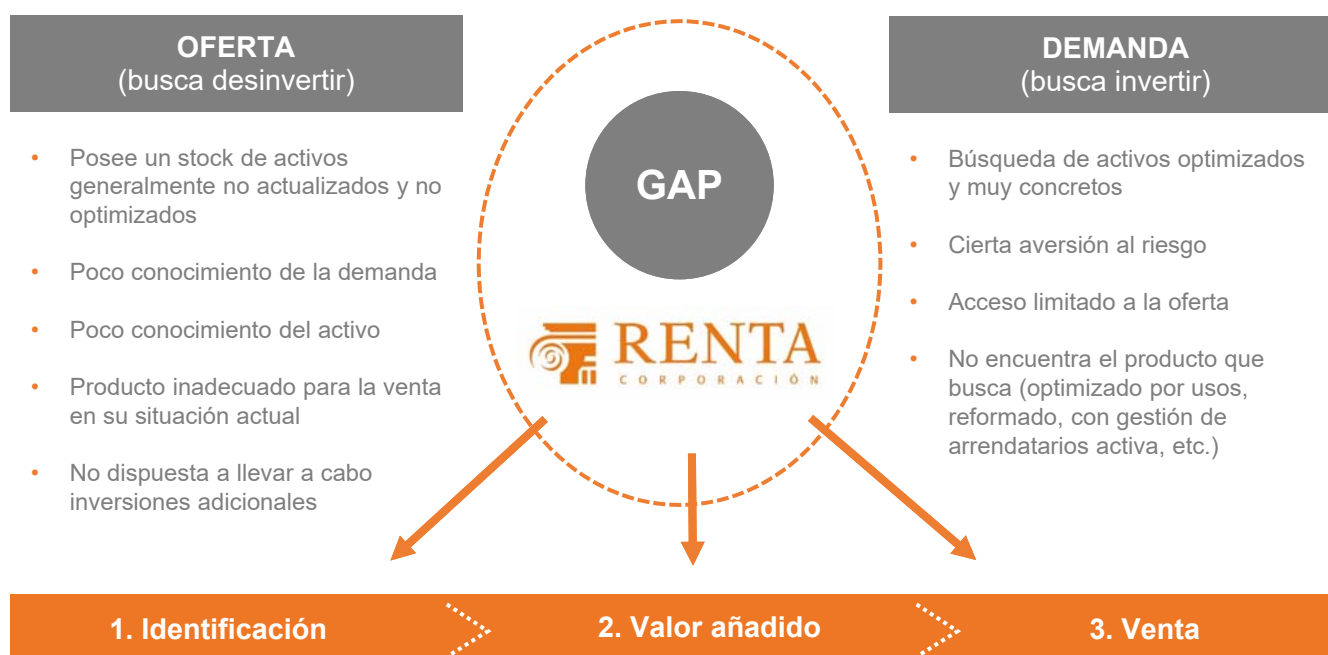 OFERTA
(busca desinvertir)
• Posee un stock de activos
generalmente no actualizados y no
optimizados
• Poco conocimiento de la demanda
• Poco conocimiento del activo
• Producto inadecuado para la venta
en su situación actual
• No dispuesta a llevar a cabo
inversiones adicionales
GAP
RENTA
CORPORACIÓN
DEMANDA
(busca invertir)
• Búsqueda de activos optimizados
y muy concretos
• Cierta aversión al riesgo
• Acceso limitado a la oferta
• No encuentra el producto que
busca (optimizado por usos,
reformado, con gestión de
arrendatarios activa, etc.)
1. Identificación
2. Valor añadido
3. Venta